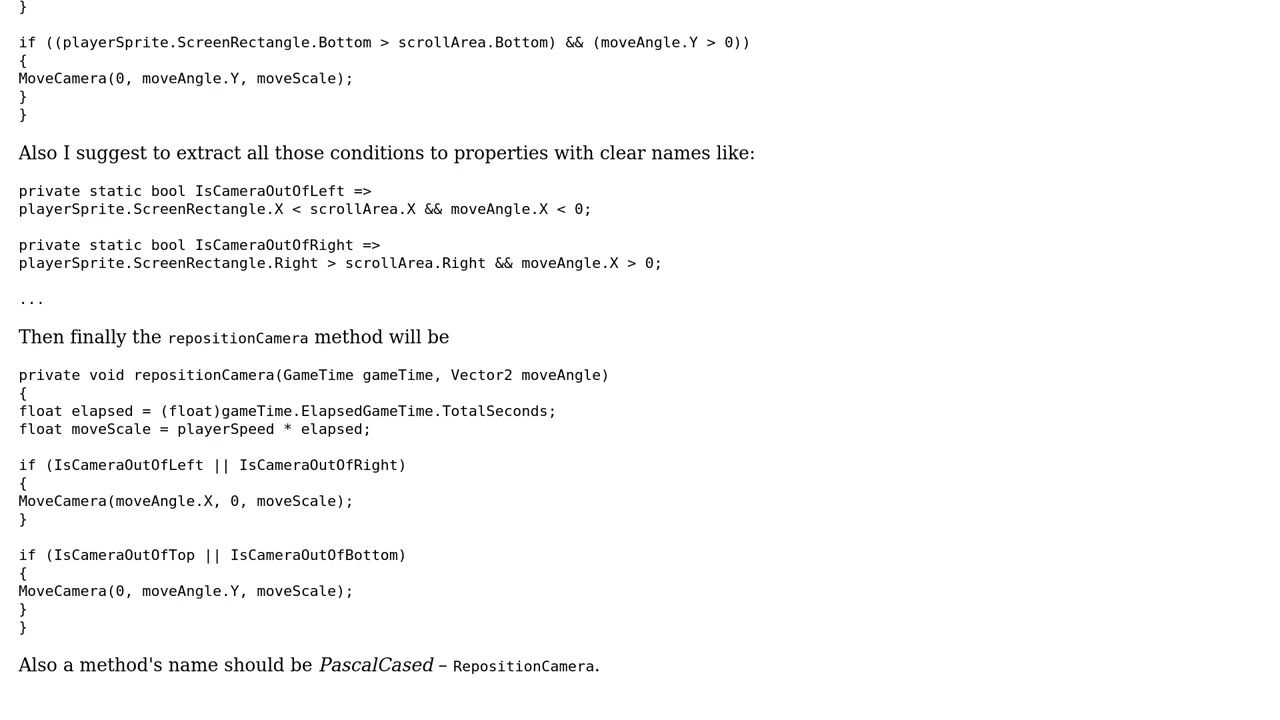 }
if ((playerSprite.ScreenRectangle.Bottom > scrollArea.Bottom) && (moveAngle.Y > 0))
{
MoveCamera(0, moveAngle.Y, moveScale);
}
}
Also I suggest to extract all those conditions to properties with clear names like:
private static bool IsCameraOutOfLeft =>
playerSprite.ScreenRectangle.X < scrollArea.X && moveAngle.X < 0;
private static bool IsCameraOutOfRight =>
playerSprite.ScreenRectangle.Right > scrollArea.Right && moveAngle.X > 0;
...
Then finally the repositionCamera method will be
private void repositionCamera(GameTime gameTime, Vector2 moveAngle)
{
float elapsed = (float)gameTime.ElapsedGameTime.TotalSeconds;
float moveScale = playerSpeed * elapsed;
if (IsCameraOutOfLeft || IsCameraOutOfRight)
{
MoveCamera(moveAngle.X, 0, moveScale);
}
if (IsCameraOutOfTop || IsCameraOutOfBottom)
{
MoveCamera(0, moveAngle.Y, moveScale);
}
}
Also a method's name should be PascalCased – RepositionCamera.